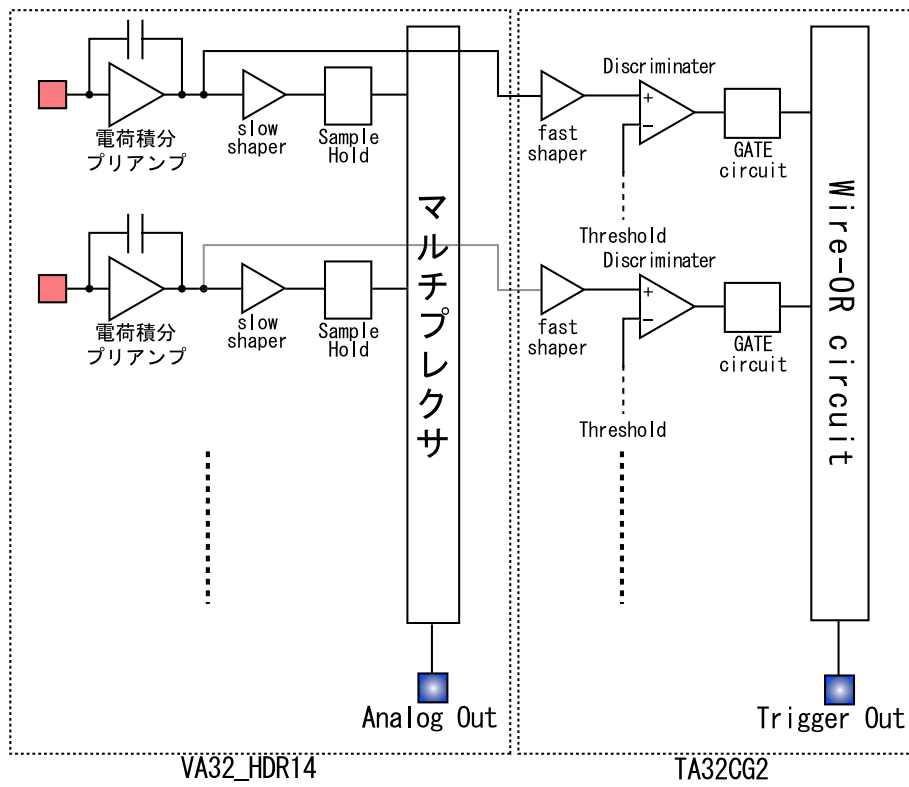 電荷積分
プリアンプ
slow
shaper
Sample
Hold
fast
shaper
Discriminater
+
−
Threshold
GATE
circuit
電荷積分
プリアンプ
slow
shaper
Sample
Hold
fast
shaper
Discriminater
+
−
Threshold
GATE
circuit
マルチプレクサ
Wire-OR circuit
Analog Out
Trigger Out
VA32_HDR14
TA32CG2